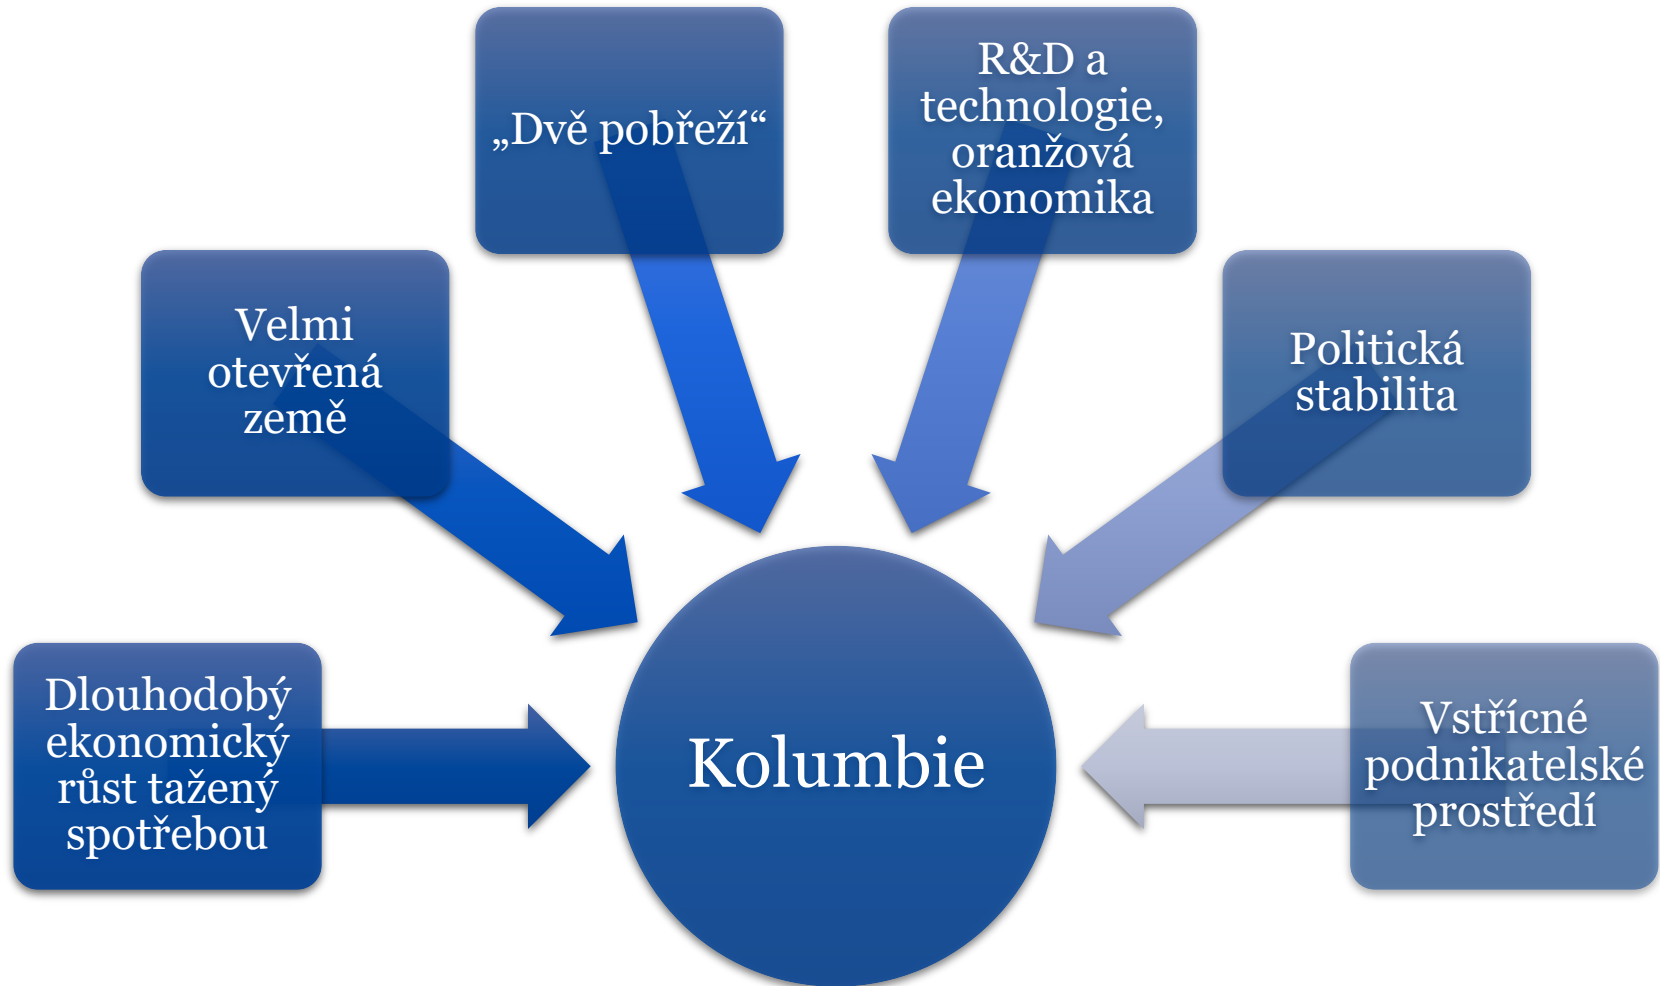 „Dvě pobřeží“
R&D a
technologie,
oranžová
ekonomika
Velmi
otevřená
země
Politická
stabilita
Dlouhodobý
ekonomický
růst tažený
spotřebou
Kolumbie
Vstřícné
podnikatelské
prostředí